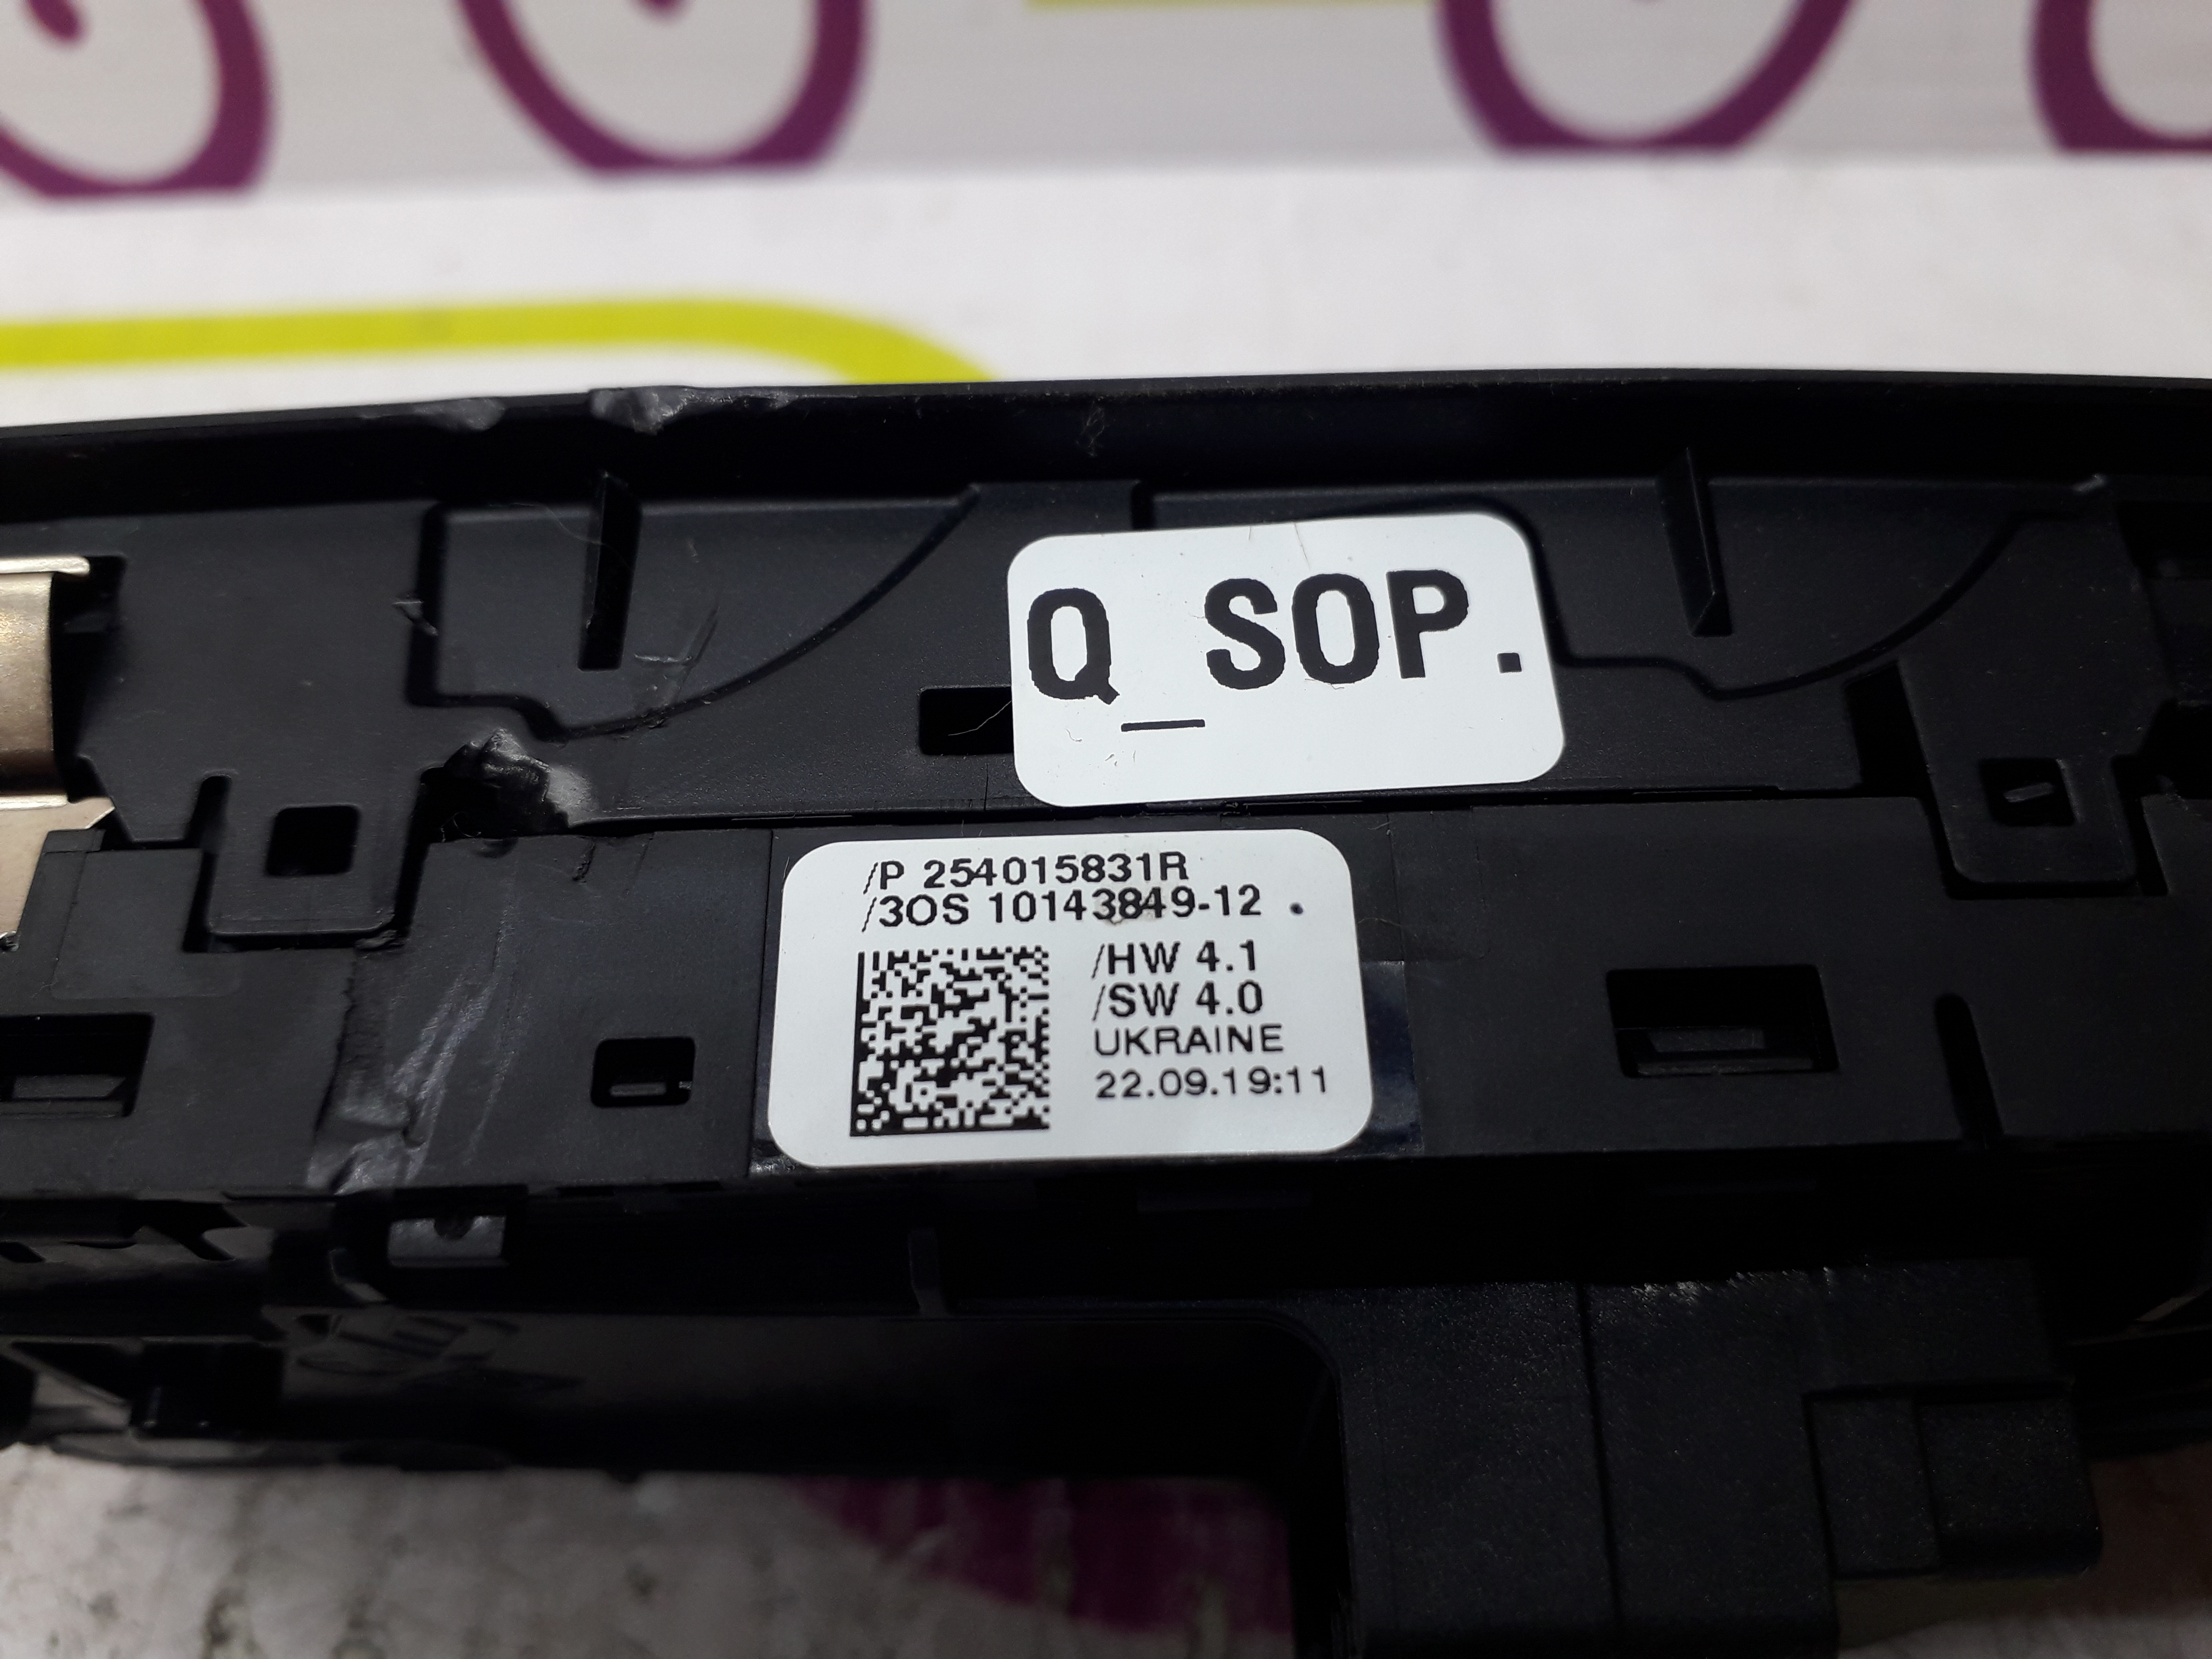 Q_SOP.
/P 254015831R
/3OS 10143849-12 .
/HW 4.1
/SW 4.0
UKRAINE
22.09.19:11